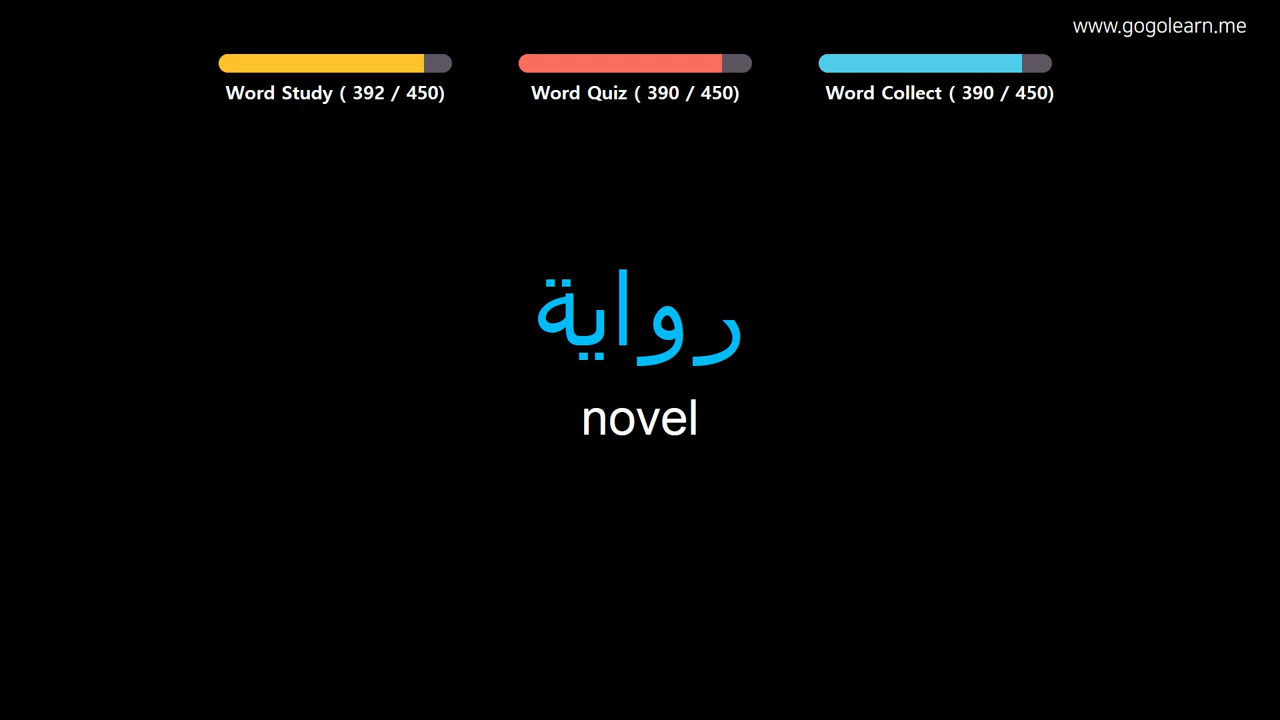 www.gogolearn.me
Word Study ( 392 / 450)
Word Quiz ( 390 / 450)
Word Collect ( 390 / 450)
رواية
novel